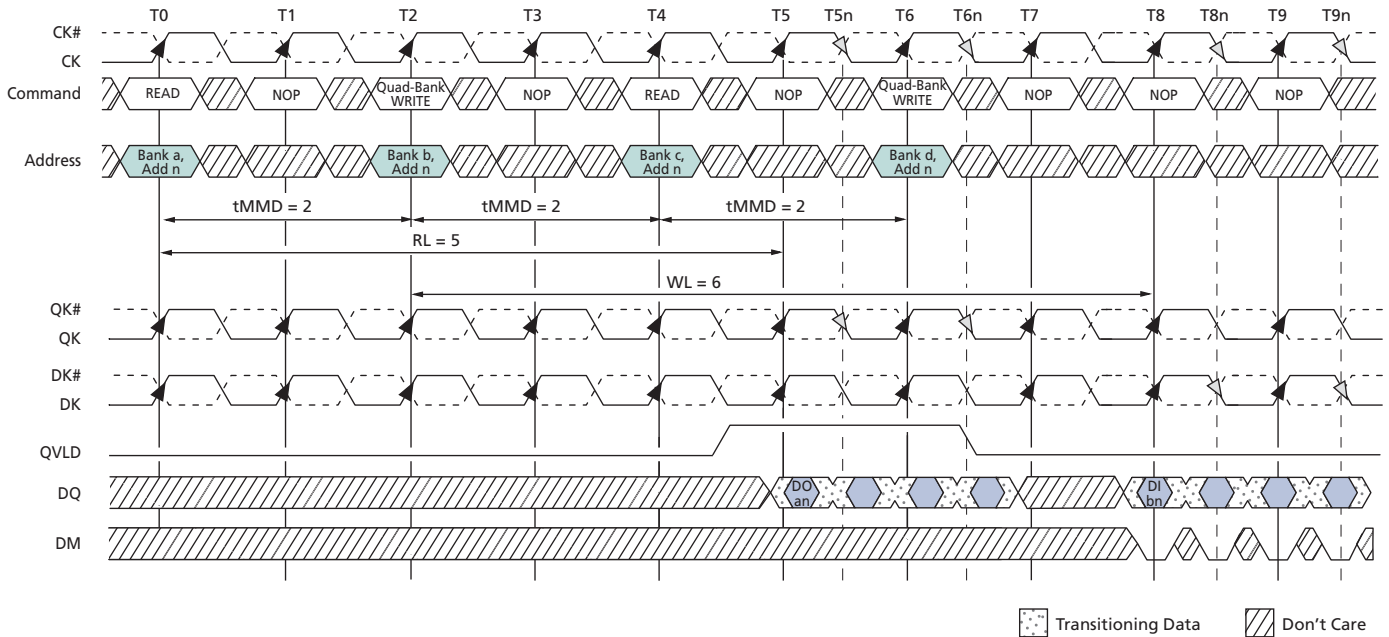 T0 T1 T2 T3 T4 T5 T5n T6 T6n T7 T8 T8n T9 T9n
CK#
CK
Command READ NOP Quad-Bank WRITE NOP READ NOP Quad-Bank WRITE NOP NOP NOP
Address Bank a, Add n Bank b, Add n Bank c, Add n Bank d, Add n
tMMD = 2 tMMD = 2 tMMD = 2
RL = 5
WL = 6
QK#
QK
DK#
DK
QVLD
DQ DO an DI bn
DM
Transitioning Data Don't Care